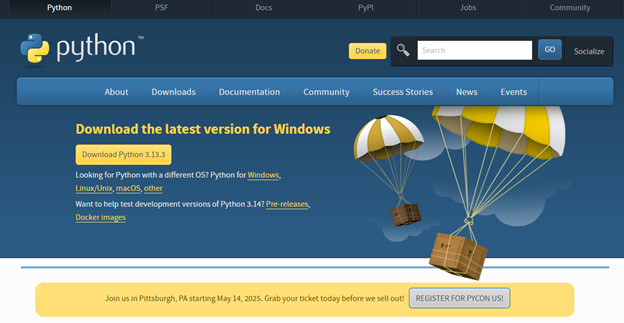 Python PSF Docs PyPI Jobs Community
python™ Donate Search GO Socialize
About Downloads Documentation Community Success Stories News Events
Download the latest version for Windows
Download Python 3.13.3
Looking for Python with a different OS? Python for Windows,
Linux/Unix, macOS, other
Want to help test development versions of Python 3.14? Pre-releases,
Docker images
Join us in Pittsburgh, PA starting May 14, 2025. Grab your ticket today before we sell out! REGISTER FOR PYCON US!